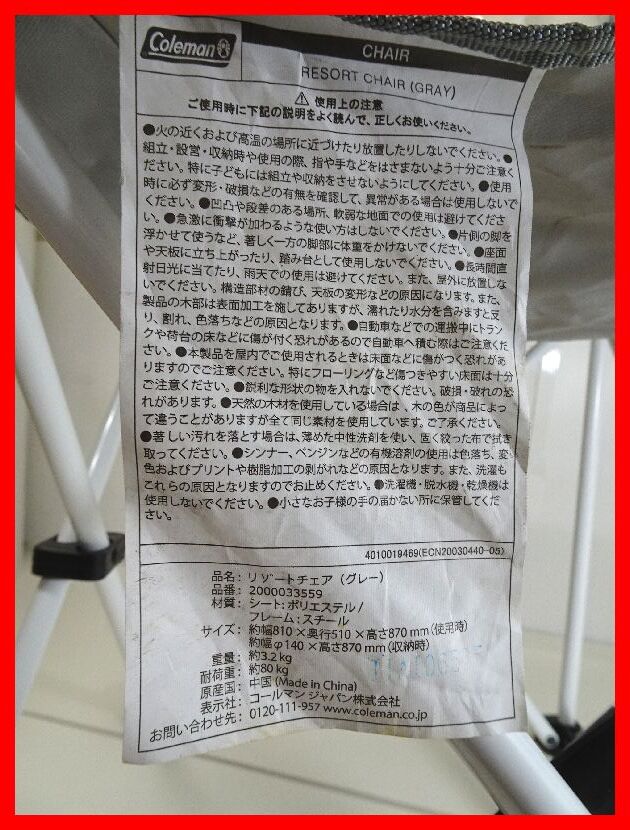 Coleman
CHAIR
RESORT CHAIR (GRAY)
⚠ 使用上の注意
ご使用時に下記の説明をよく読んで、正しくお使いください。
●火の近くおよび高温の場所に近づけたり放置したりしないでください。●
組立・設営・収納時や使用の際、指や手などをはさまないよう十分ご注意く
ださい。特に子どもには組立や収納をさせないようにしてください。●使用
時に必ず変形・破損などの有無を確認して、異常がある場合は使用しないで
ください。●凹凸や段差のある場所、軟弱な地面での使用は避けてくださ
い。●急激に衝撃が加わるような使い方はしないでください。●片側の脚を
浮かせて使うなど、著しく一方の脚部に体重をかけないでください。●座面
や天板に立ち上がったり、踏み台として使用しないでください。●長時間直
射日光に当てたり、雨天での使用は避けてください。また、屋外に放置しな
いでください。構造部材の錆び、天板の変形などの原因になります。また、
製品の木部は表面加工を施してありますが、濡れたり水分を含みますと反
り、割れ、色落ちなどの原因となります。●自動車などでの運搬中にトラン
クや荷台の床などに傷が付く恐れがあるので自動車へ積む際はご注意くだ
さい。●本製品を屋内でご使用されるときは床面などに傷がつく恐れがあ
りますのでご注意ください。特にフローリングなど傷つきやすい床面は十分
ご注意ください。●鋭利な形状の物を入れないでください。破損・破れの恐
れがあります。●天然の木材を使用している場合は、木の色が商品によっ
て違うことがありますが全て同じ素材を使用しています。ご了承ください。
●著しい汚れを落とす場合は、薄めた中性洗剤を使い、固く絞った布で拭き
取ってください。●シンナー、ベンジンなどの有機溶剤の使用は色落ち、変
色およびプリントや樹脂加工の剥がれなどの原因となります。また、洗濯も
これらの原因となりますのでお止めください。●洗濯機・脱水機・乾燥機は
使用しないでください。●小さなお子様の手の届かない所に保管してくだ
さい。
4010019469(ECN20030440-05)
品名：リゾートチェア（グレー）
品番：2000033559
材質：シート：ポリエステル/
フレーム：スチール
サイズ：約幅810×奥行510×高さ870mm（使用時）
約幅φ140×高さ870mm（収納時）
重量：約3.2kg
耐荷重：約80kg
原産国：中国(Made in China)
表示社：コールマン ジャパン株式会社
お問い合わせ先：0120-111-957 www.coleman.co.jp